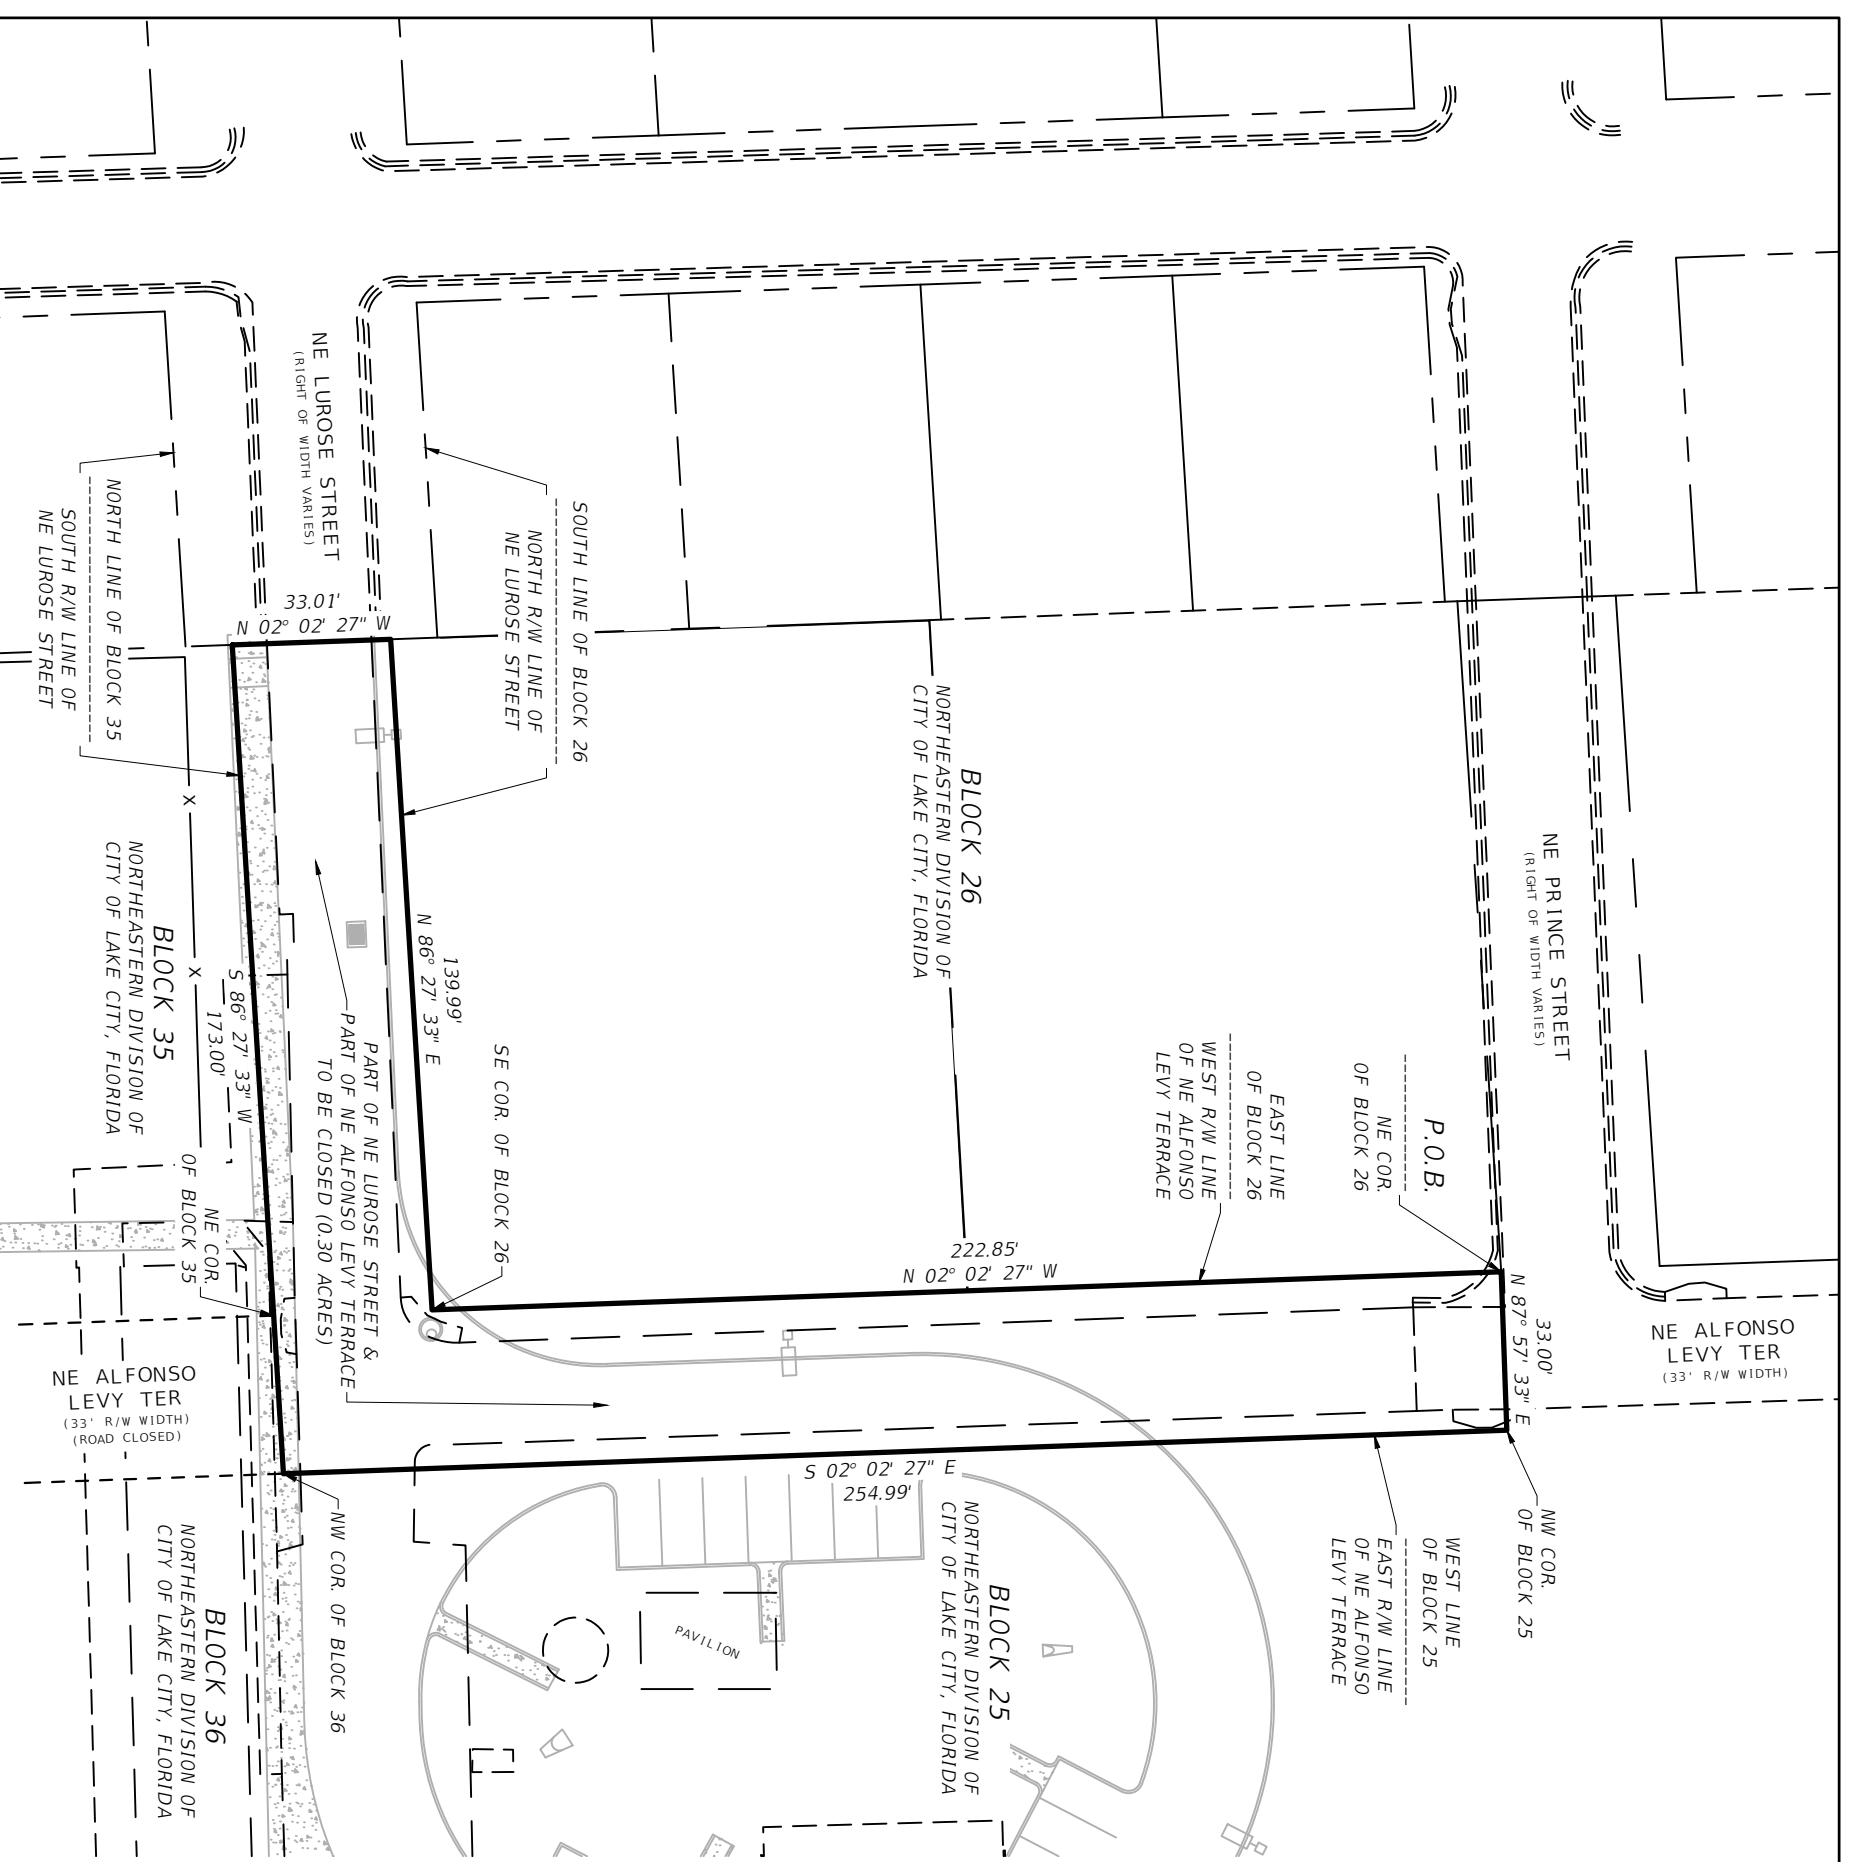 NE LUROSE STREET
(RIGHT OF WIDTH VARIES)
NORTH LINE OF BLOCK 35
SOUTH R/W LINE OF
NE LUROSE STREET
SOUTH LINE OF BLOCK 26
NORTH R/W LINE OF
NE LUROSE STREET
33.01'
N 02° 02' 27" W
BLOCK 26
NORTHEASTERN DIVISION OF
CITY OF LAKE CITY, FLORIDA
NE PRINCE STREET
(RIGHT OF WIDTH VARIES)
BLOCK 35
NORTHEASTERN DIVISION OF
CITY OF LAKE CITY, FLORIDA
X
X
139.99'
N 86° 27' 33" E
S 86° 27' 33" W
173.00'
PART OF NE LUROSE STREET &
PART OF NE ALFONSO LEVY TERRACE
TO BE CLOSED (0.30 ACRES)
SE COR. OF BLOCK 26
EAST LINE
OF BLOCK 26
WEST R/W LINE
OF NE ALFONSO
LEVY TERRACE
P.O.B.
NE COR.
OF BLOCK 26
NE COR.
OF BLOCK 35
222.85'
N 02° 02' 27" W
33.00'
N 87° 57' 33" E
NE ALFONSO
LEVY TER
(33' R/W WIDTH)
NE ALFONSO
LEVY TER
(33' R/W WIDTH)
(ROAD CLOSED)
S 02° 02' 27" E
254.99'
NW COR. OF BLOCK 36
NW COR.
OF BLOCK 25
WEST LINE
OF BLOCK 25
EAST R/W LINE
OF NE ALFONSO
LEVY TERRACE
BLOCK 25
NORTHEASTERN DIVISION OF
CITY OF LAKE CITY, FLORIDA
PAVILION
BLOCK 36
NORTHEASTERN DIVISION OF
CITY OF LAKE CITY, FLORIDA